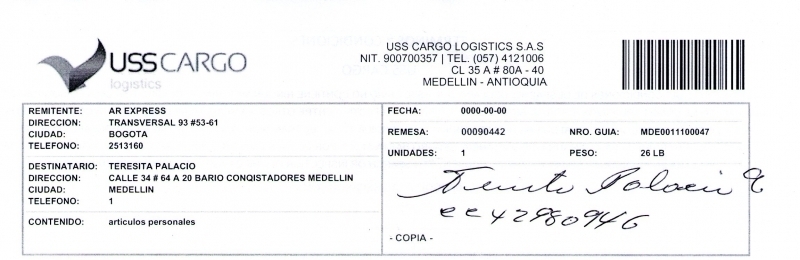 USSCARGO
logistics
USS CARGO LOGISTICS S.A.S
NIT. 900700357 | TEL. (057) 4121006
CL 35 A # 80A - 40
MEDELLIN - ANTIOQUIA
REMITENTE: AR EXPRESS
DIRECCION: TRANSVERSAL 93 #53-61
CIUDAD: BOGOTA
TELEFONO: 2513160
DESTINATARIO: TERESITA PALACIO
DIRECCION: CALLE 34 # 64 A 20 BARIO CONQISTADORES MEDELLIN
CIUDAD: MEDELLIN
TELEFONO: 1
CONTENIDO: articulos personales
FECHA: 0000-00-00
REMESA: 00090442 NRO. GUIA: MDE0011100047
UNIDADES: 1 PESO: 26 LB
Palacio
cc 42980946
- COPIA -